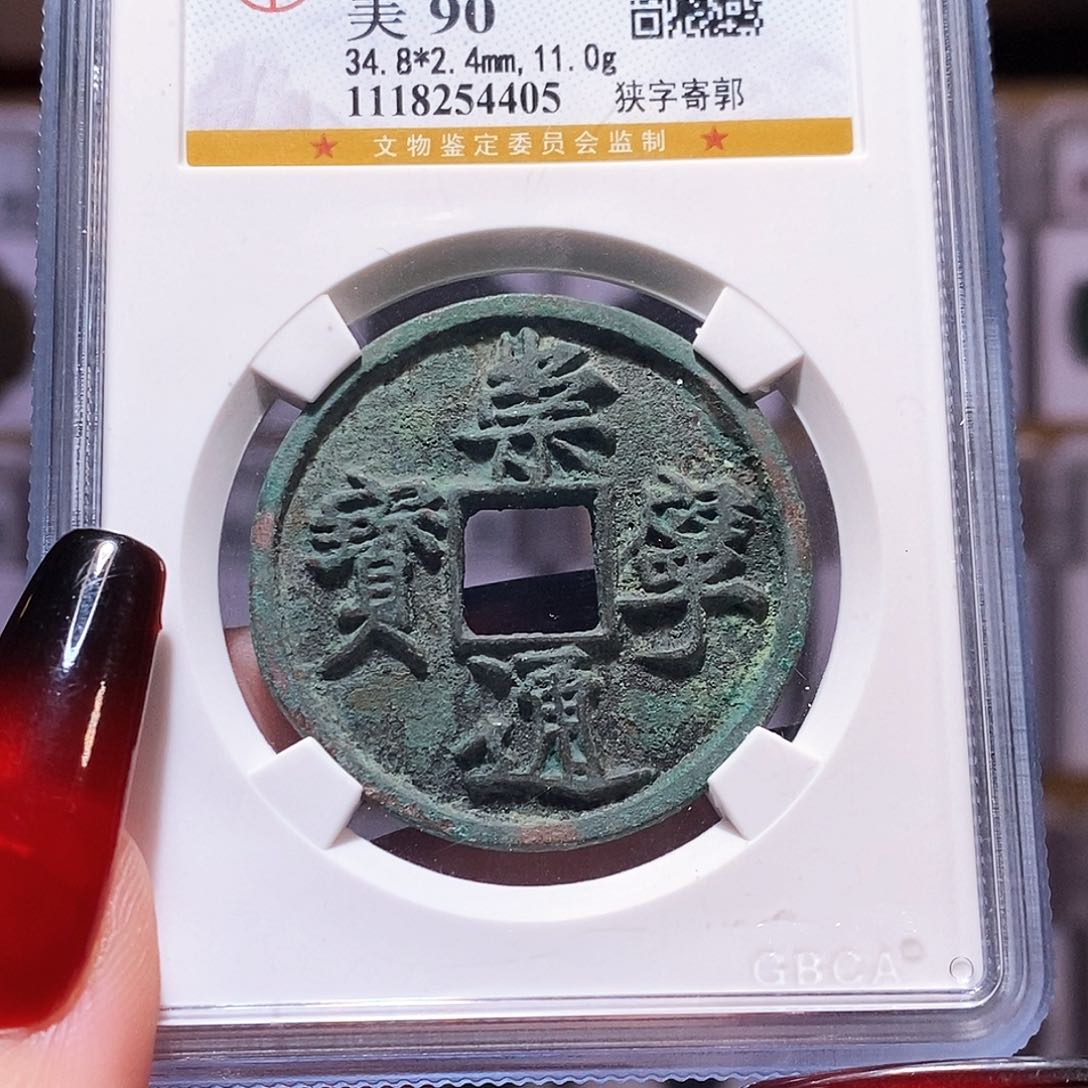 美 90
34.8*2.4mm,11.0g
1118254405 狭字寄郭
★ 文物鉴定委员会监制 ★
崇
寧
通
寳
GBCA